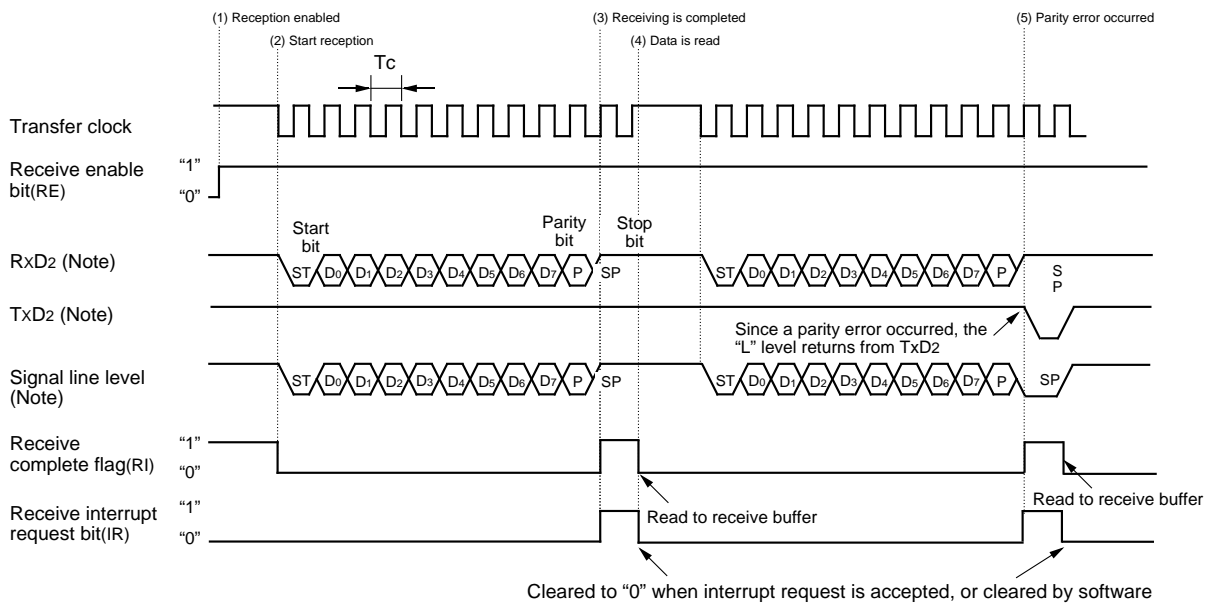 (1) Reception enabled
(3) Receiving is completed
(5) Parity error occurred
(2) Start reception
(4) Data is read
Tc
Transfer clock
Receive enable
bit(RE)
“1”
“0”
Start
bit
Parity
bit
Stop
bit
RxD2 (Note)
ST D0 D1 D2 D3 D4 D5 D6 D7 P SP
ST D0 D1 D2 D3 D4 D5 D6 D7 P
S
P
TxD2 (Note)
Since a parity error occurred, the
“L” level returns from TxD2
Signal line level
(Note)
ST D0 D1 D2 D3 D4 D5 D6 D7 P SP
ST D0 D1 D2 D3 D4 D5 D6 D7 P SP
Receive
complete flag(RI)
“1”
“0”
Read to receive buffer
Read to receive buffer
Receive interrupt
request bit(IR)
“1”
“0”
Cleared to “0” when interrupt request is accepted, or cleared by software